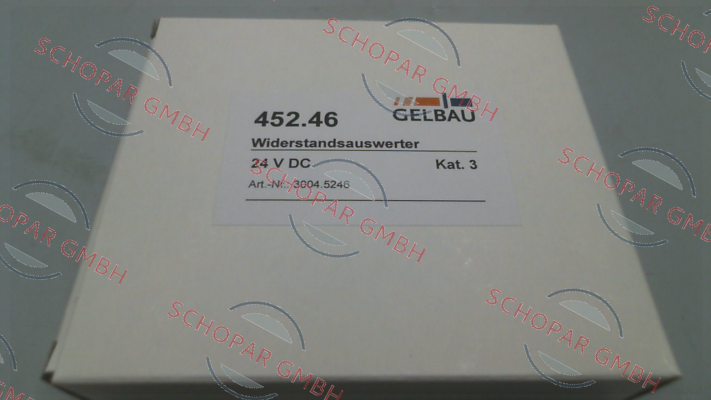 452.46
GELBAU
Widerstandsauswerter
24 V DC Kat. 3
Art.-Nr. 3004.5246
SCHOPAR GMBH
SCHOPAR GMBH
SCHOPAR GMBH
SCHOPAR GMBH
SCHOPAR GMBH
SCHOPAR GMBH
SCHOPAR GMBH
SCHOPAR GMBH